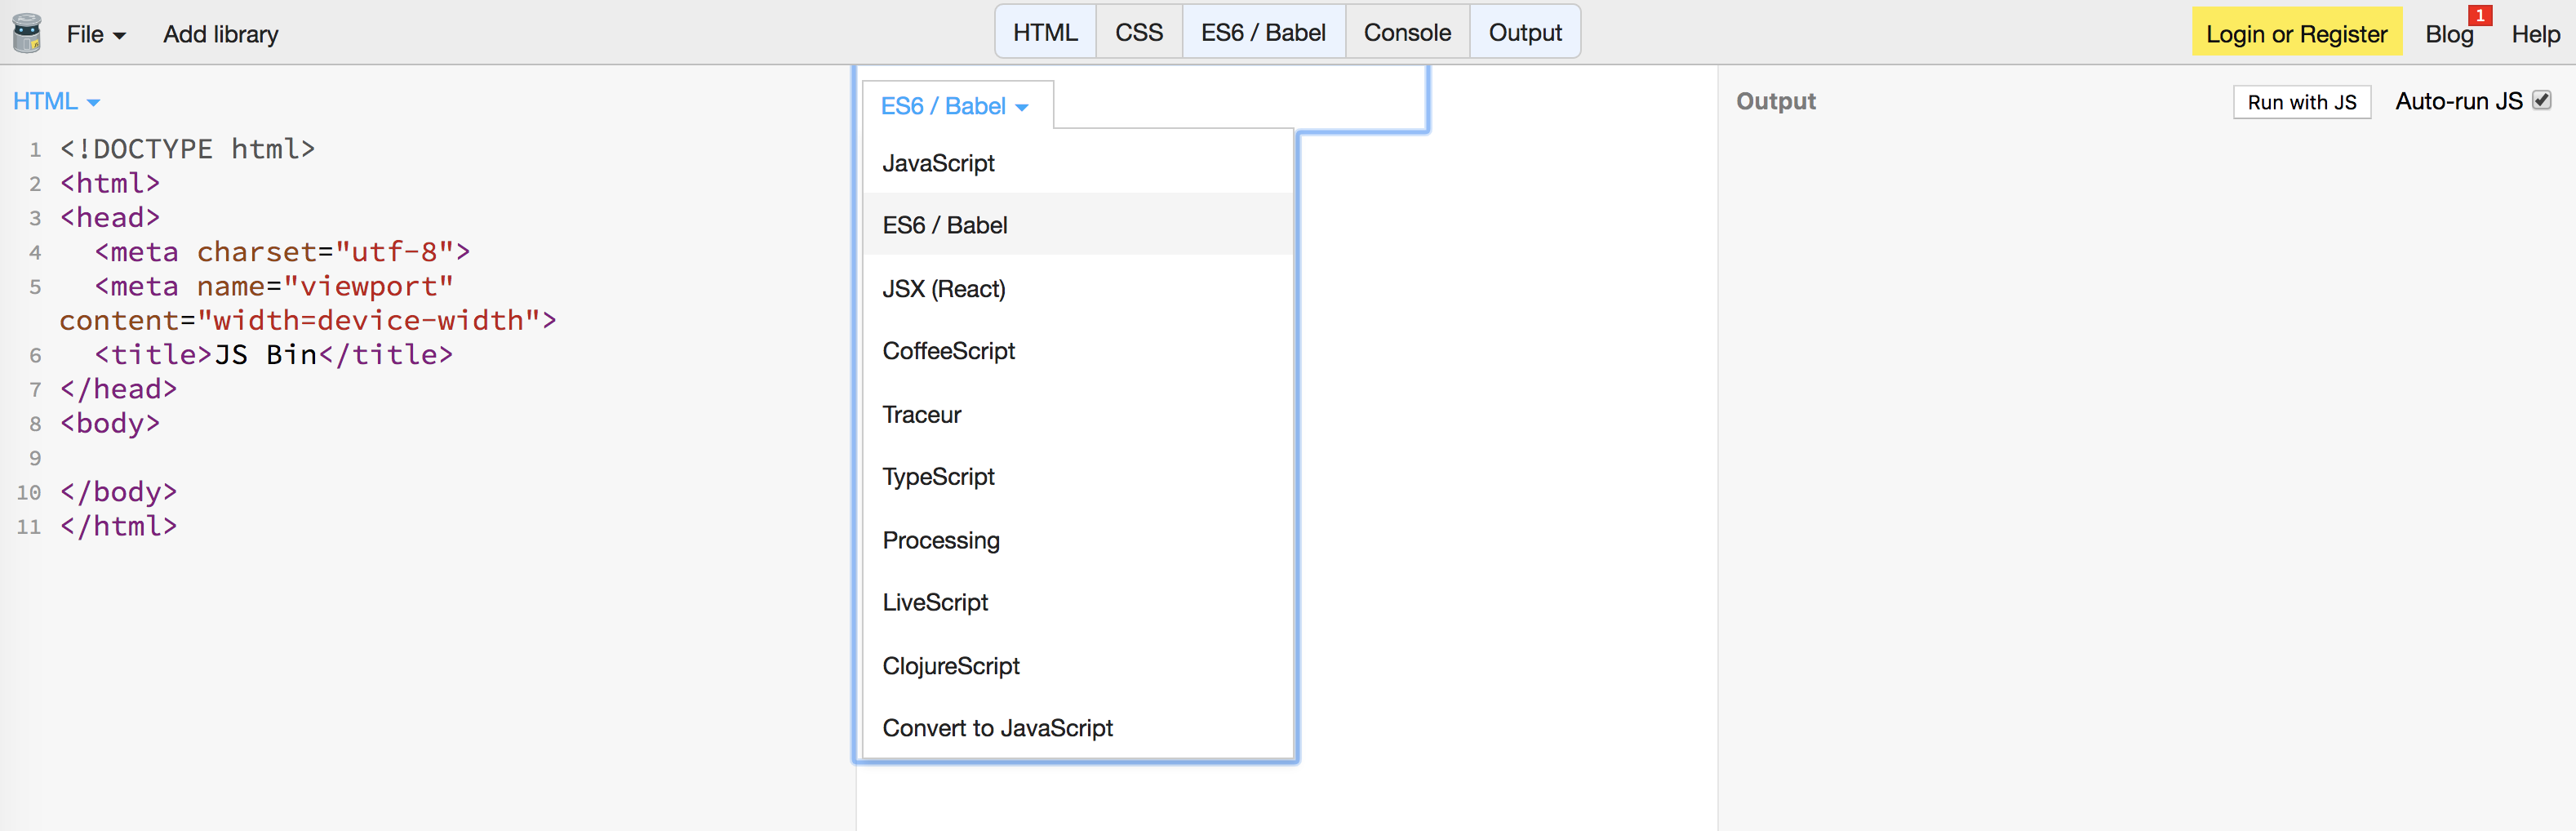 File Add library HTML CSS ES6 / Babel Console Output Login or Register Blog 1 Help
HTML
1 <!DOCTYPE html>
2 <html>
3 <head>
4   <meta charset="utf-8">
5   <meta name="viewport"
content="width=device-width">
6   <title>JS Bin</title>
7 </head>
8 <body>
9
10 </body>
11 </html>
ES6 / Babel
JavaScript
ES6 / Babel
JSX (React)
CoffeeScript
Traceur
TypeScript
Processing
LiveScript
ClojureScript
Convert to JavaScript
Output Run with JS Auto-run JS